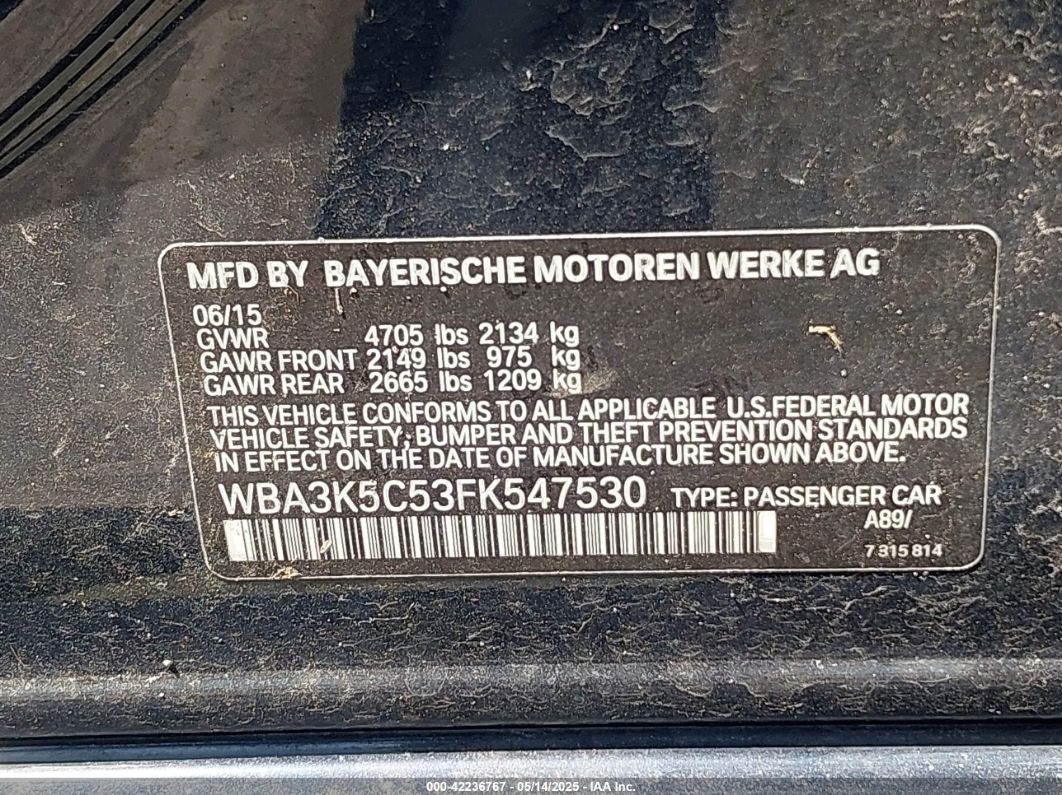 MFD BY BAYERISCHE MOTOREN WERKE AG
06/15
GVWR 4705 lbs 2134 kg
GAWR FRONT 2149 lbs 975 kg
GAWR REAR 2665 lbs 1209 kg
THIS VEHICLE CONFORMS TO ALL APPLICABLE U.S.FEDERAL MOTOR
VEHICLE SAFETY, BUMPER AND THEFT PREVENTION STANDARDS
IN EFFECT ON THE DATE OF MANUFACTURE SHOWN ABOVE.
WBA3K5C53FK547530 TYPE: PASSENGER CAR
A89/
7 315 814
000-42236767 - 05/14/2025 - IAA Inc.